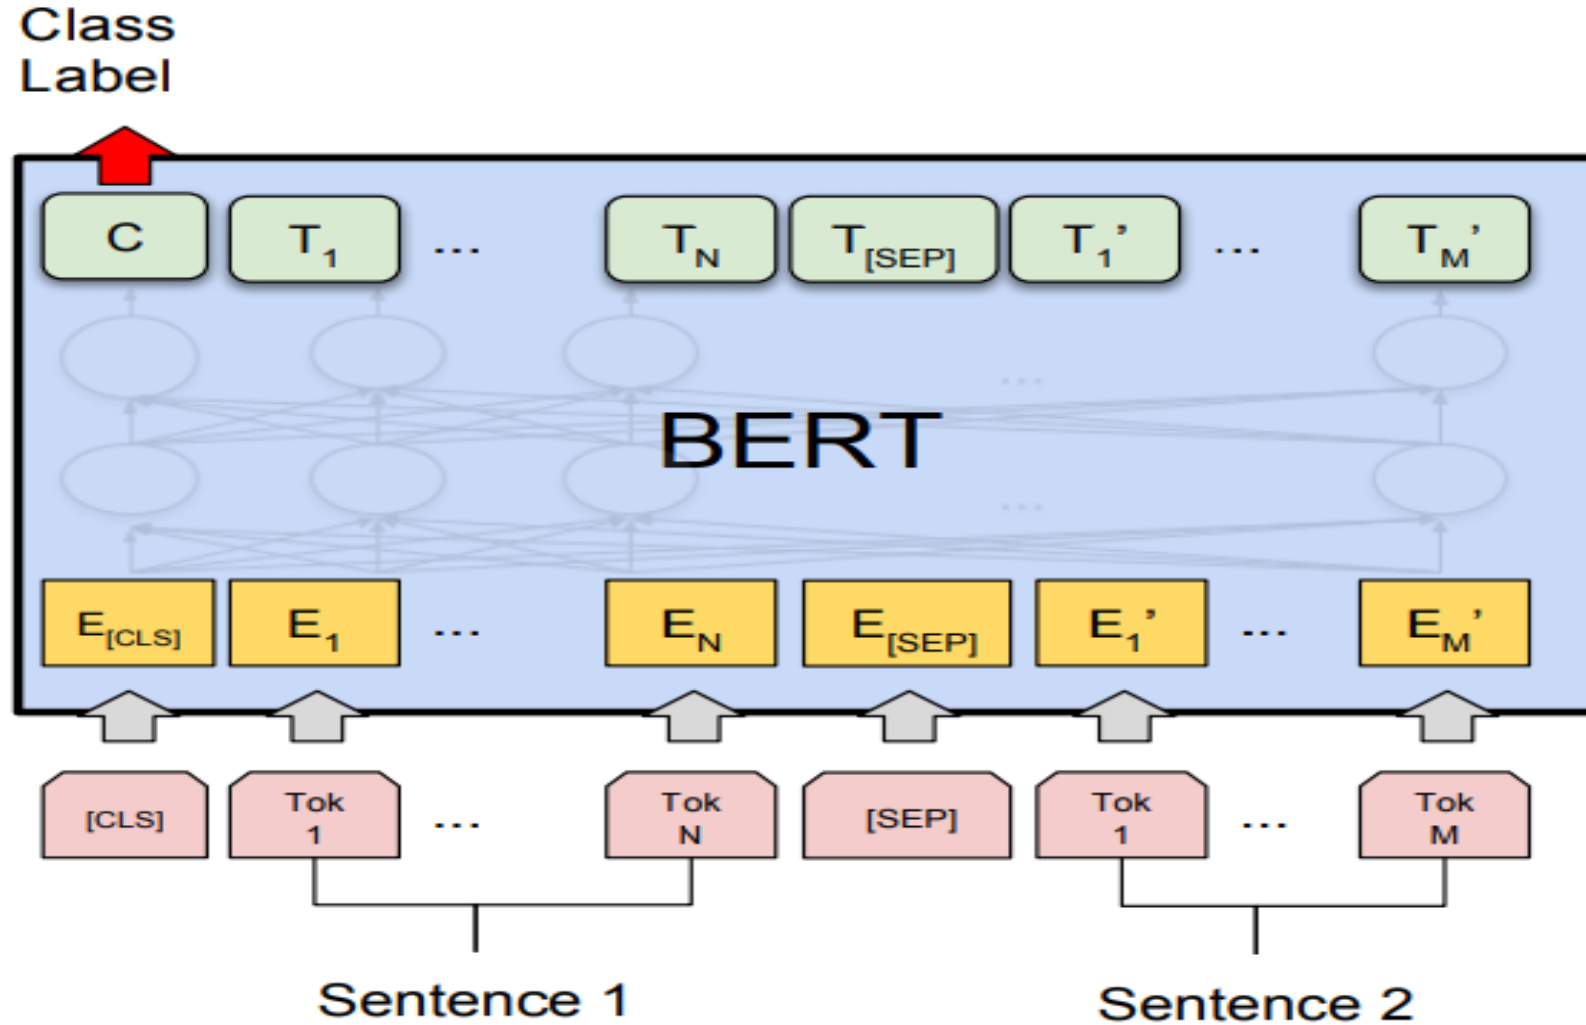 Class
Label
C T1 ... TN T[SEP] T1’ ... TM’
...
BERT
...
E[CLS] E1 ... EN E[SEP] E1’ ... EM’
[CLS] Tok 1 ... Tok N [SEP] Tok 1 ... Tok M
Sentence 1 Sentence 2